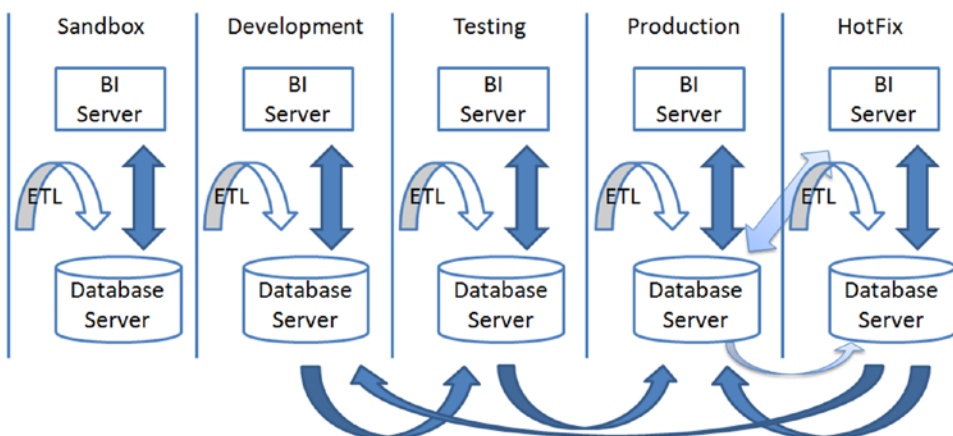 Sandbox
Development
Testing
Production
HotFix
BI
Server
BI
Server
BI
Server
BI
Server
BI
Server
ETL
ETL
ETL
ETL
ETL
Database
Server
Database
Server
Database
Server
Database
Server
Database
Server